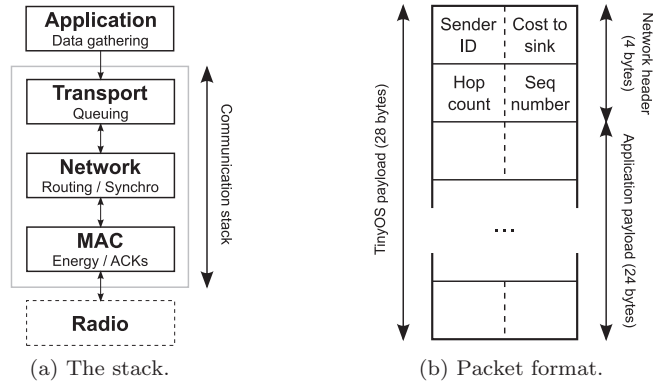 Application
Data gathering
Transport
Queuing
Network
Routing / Synchro
MAC
Energy / ACKs
Radio
Communication stack
(a) The stack.
TinyOS payload (28 bytes)
Sender
ID
Cost to
sink
Hop
count
Seq
number
...
Network header
(4 bytes)
Application payload (24 bytes)
(b) Packet format.